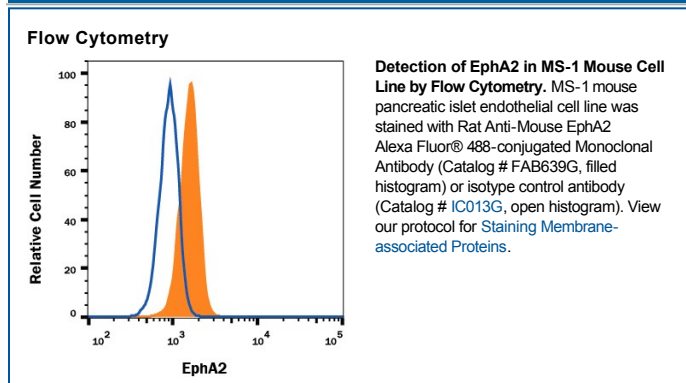 Flow Cytometry
Relative Cell Number
100
80
60
40
20
0
10^2
10^3
10^4
10^5
EphA2
Detection of EphA2 in MS-1 Mouse Cell
Line by Flow Cytometry. MS-1 mouse
pancreatic islet endothelial cell line was
stained with Rat Anti-Mouse EphA2
Alexa Fluor® 488-conjugated Monoclonal
Antibody (Catalog # FAB639G, filled
histogram) or isotype control antibody
(Catalog # IC013G, open histogram). View
our protocol for Staining Membrane-
associated Proteins.